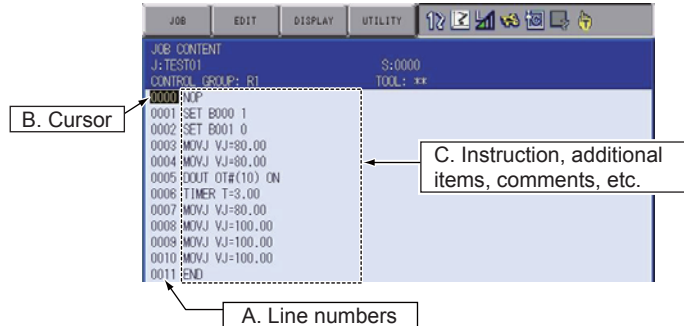 JOB EDIT DISPLAY UTILITY
JOB CONTENT
J:TEST01 S:0000
CONTROL GROUP: R1 TOOL: **
0000 NOP
0001 SET B000 1
0002 SET B001 0
0003 MOVJ VJ=80.00
0004 MOVJ VJ=80.00
0005 DOUT OT#(10) ON
0006 TIMER T=3.00
0007 MOVJ VJ=80.00
0008 MOVJ VJ=100.00
0009 MOVJ VJ=100.00
0010 MOVJ VJ=100.00
0011 END
B. Cursor
C. Instruction, additional
items, comments, etc.
A. Line numbers